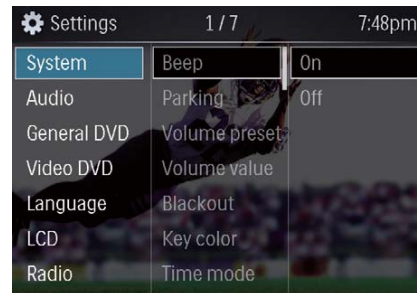 Settings 1/7 7:48pm
System Beep On
Audio Parking Off
General DVD Volume preset
Video DVD Volume value
Language Blackout
LCD Key color
Radio Time mode